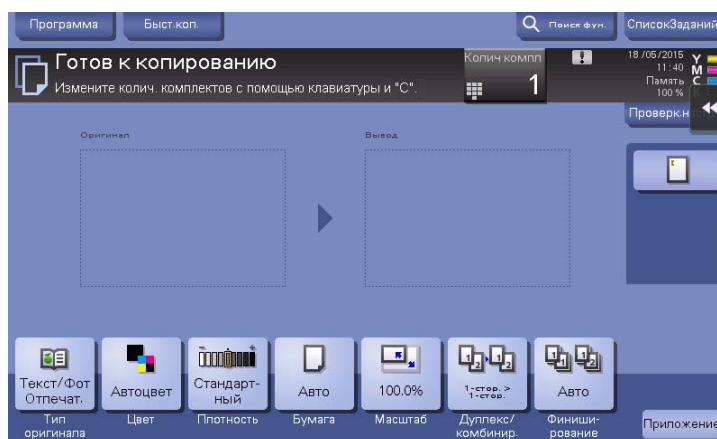 Программа
Быст.коп.
Поиск фун.
СписокЗаданий
Готов к копированию
Измените колич. комплектов с помощью клавиатуры и "С".
Колич компл
1
18 /05/2015
11:40
Память
100 %
Y
M
C
K
Проверк.н
Оригинал
Вывод
Текст/Фот
Отпечат.
Автоцвет
Стандарт-
ный
Авто
100.0%
1-стор. >
1-стор.
Авто
Тип
оригинала
Цвет
Плотность
Бумага
Масштаб
Дуплекс/
комбинир.
Финиши-
рование
Приложение